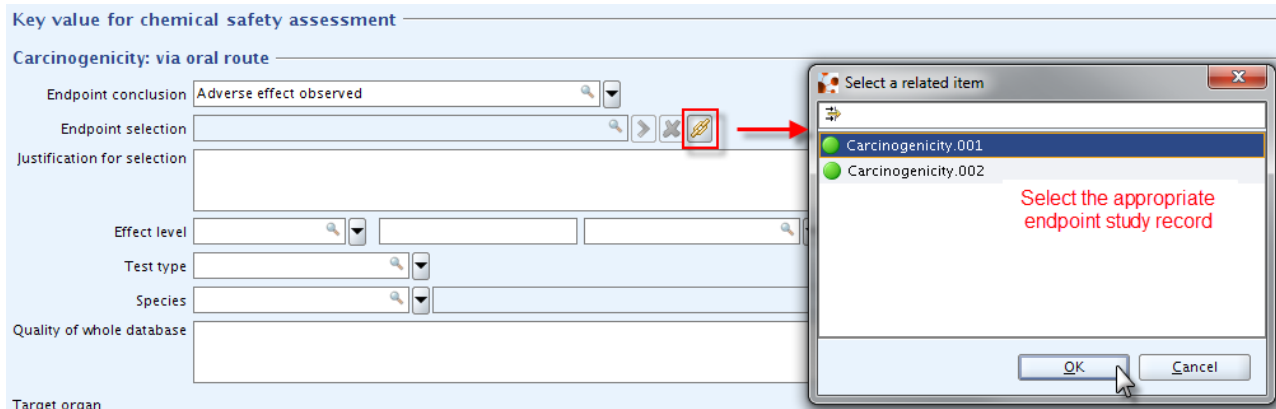 Key value for chemical safety assessment
Carcinogenicity: via oral route
Endpoint conclusion Adverse effect observed
Endpoint selection
Justification for selection
Effect level
Test type
Species
Quality of whole database
Target organ
Select a related item
Carcinogenicity.001
Carcinogenicity.002
Select the appropriate
endpoint study record
OK Cancel